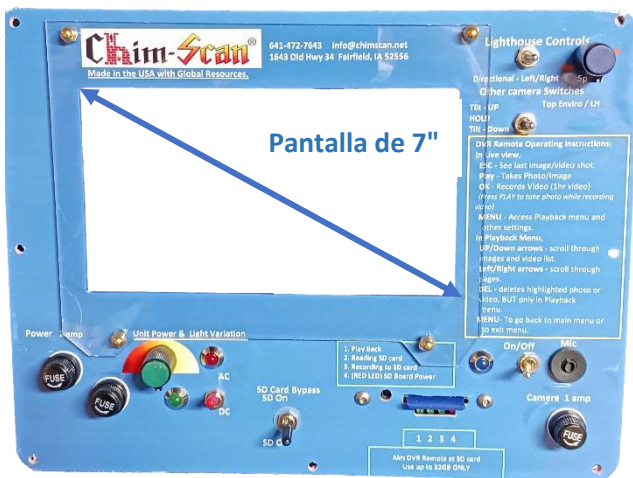 Chim-Scan®
Made in the USA with Global Resources.
641-472-7643 info@chimscan.net
1643 Old Hwy 34 Fairfield, IA 52556
Lighthouse Controls
Directional - Left/Right
Other camera Switches
Tilt - UP
Top Enviro / LH
HOLD
Tilt - Down
Pantalla de 7"
DVR Remote Operating Instructions:
In Live view,
ESC - See last image/video shot.
Play - Takes Photo/Image
OK - Records Video (1hr video)
(Press PLAY to take photo while recording
video)
MENU - Access Playback menu and
other settings.
In Playback Menu,
UP/Down arrows - scroll through
images and video list.
Left/Right arrows - scroll through
pages.
DEL - deletes highlighted photo or
video, BUT only in Playback
menu.
MENU- To go back to main menu or
to exit menu.
Power amp
Unit Power & Light Variation
FUSE
FUSE
AC
DC
SD Card Bypass
SD On
SD
1. Play Back
2. Reading SD card
3. Recording to SD card
4. (RED LED) SD Board Power
On/Off
Mic
Camera 1 amp
FUSE
1 2 3 4
Aim DVR Remote at SD card
Use up to 32GB ONLY